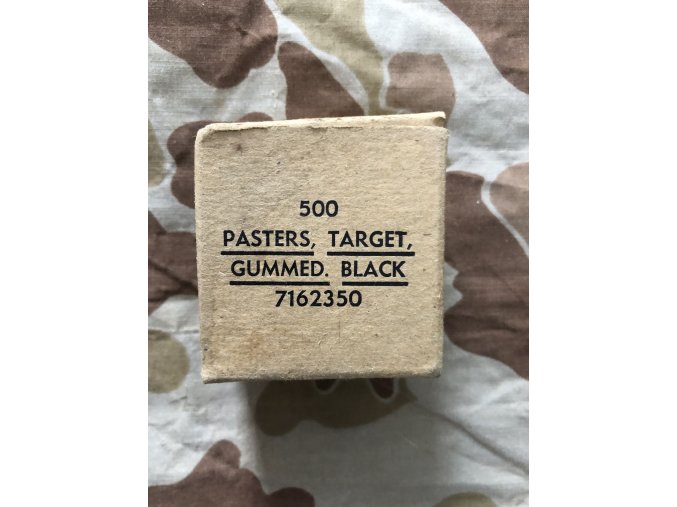 500
PASTERS, TARGET,
GUMMED. BLACK
7162350